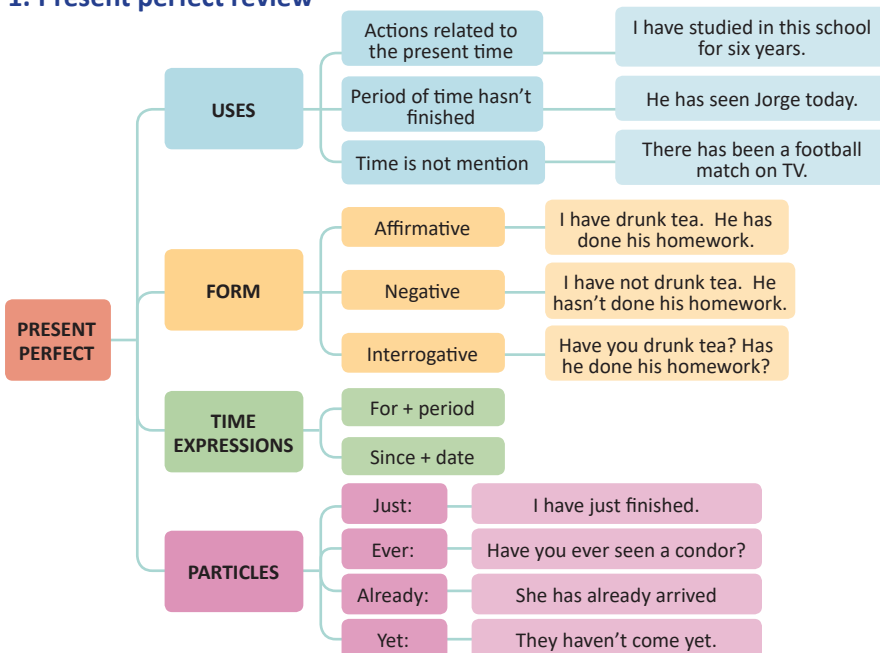 1. Present perfect review
PRESENT
PERFECT
USES
Actions related to
the present time
I have studied in this school
for six years.
Period of time hasn't
finished
He has seen Jorge today.
Time is not mention
There has been a football
match on TV.
FORM
Affirmative
I have drunk tea.  He has
done his homework.
Negative
I have not drunk tea.  He
hasn't done his homework.
Interrogative
Have you drunk tea? Has
he done his homework?
TIME
EXPRESSIONS
For + period
Since + date
PARTICLES
Just:
I have just finished.
Ever:
Have you ever seen a condor?
Already:
She has already arrived
Yet:
They haven't come yet.